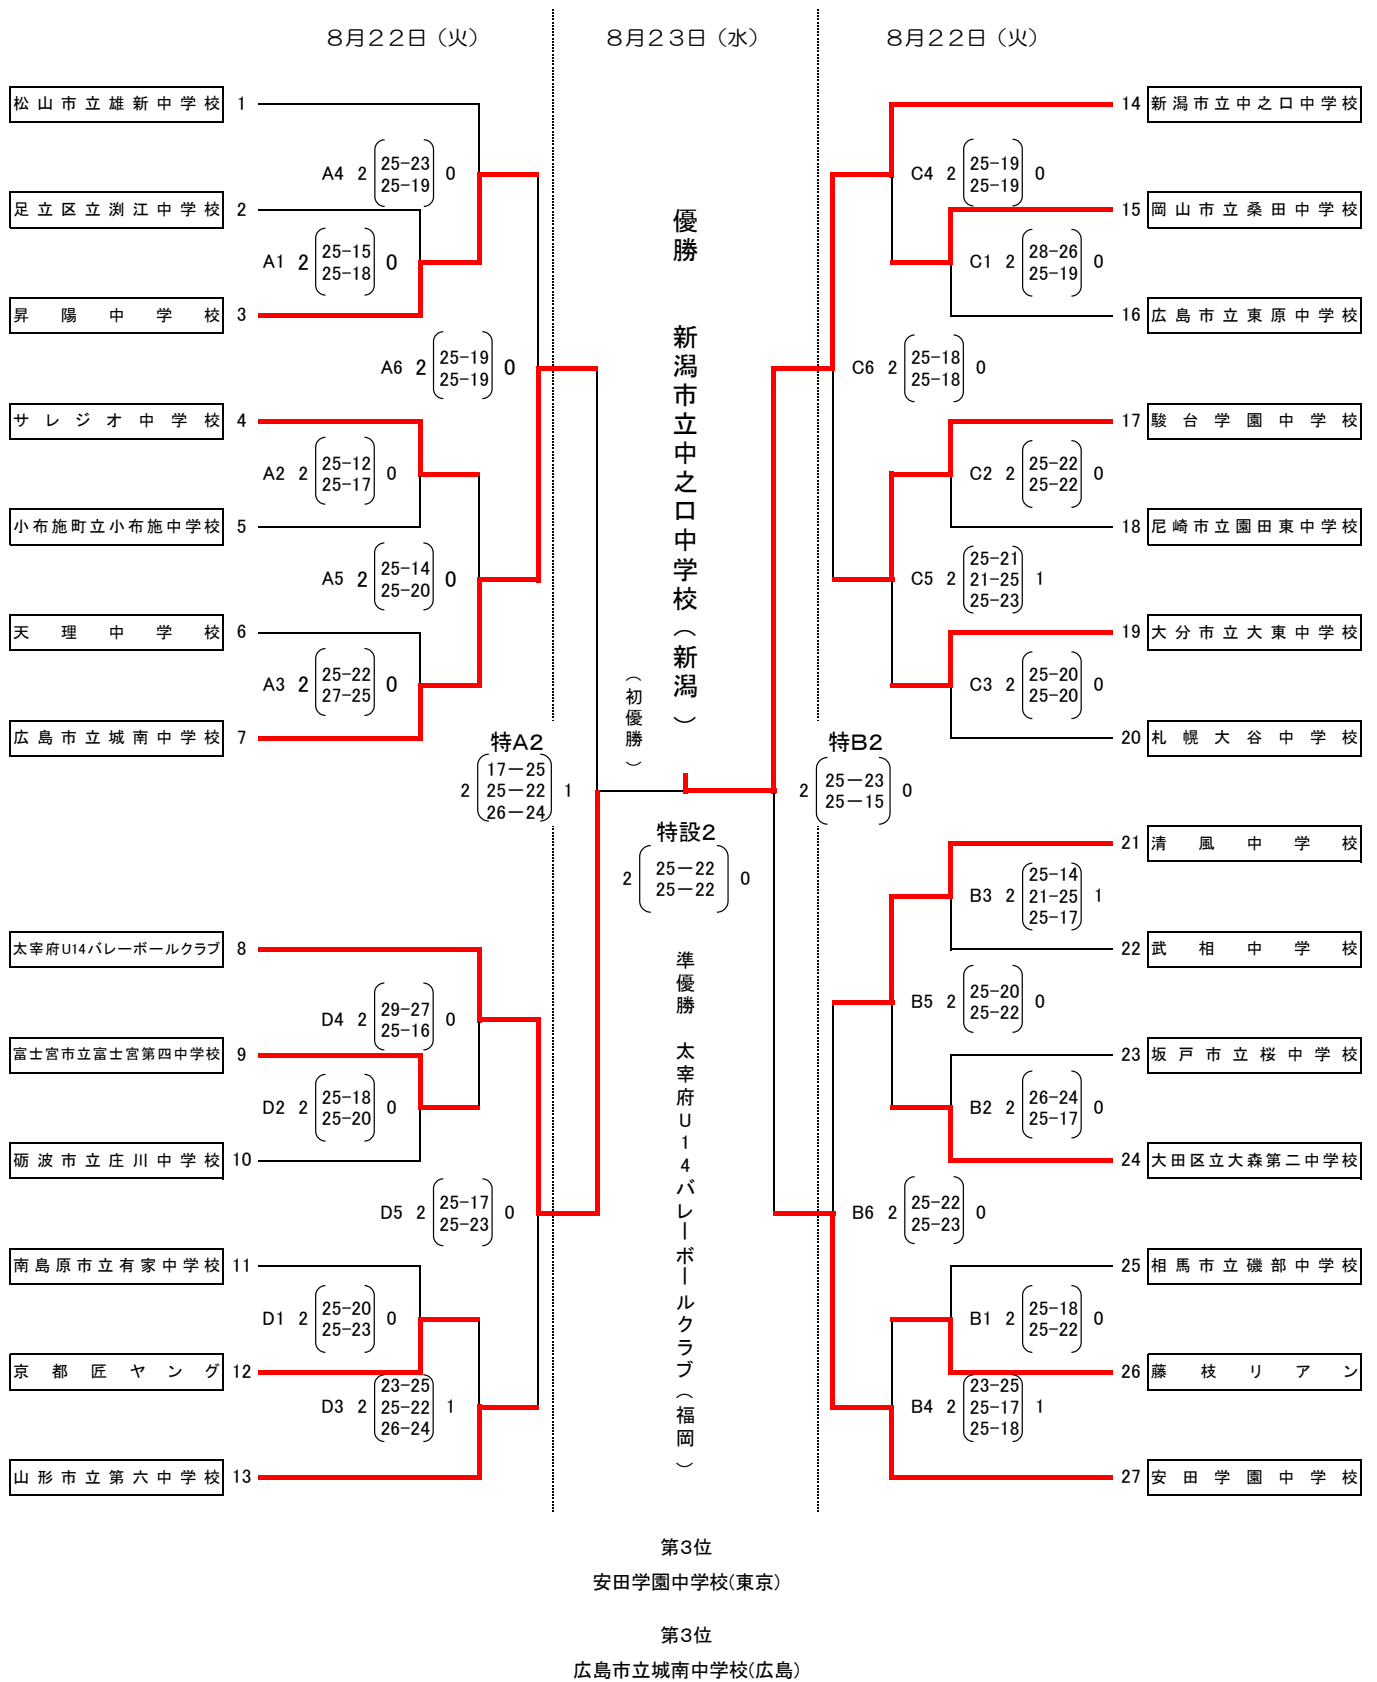 8月22日（火）
8月23日（水）
8月22日（火）
松山市立雄新中学校 1
A4 2 25-23 0
25-19
足立区立渕江中学校 2
A1 2 25-15 0
25-18
昇陽中学校 3
A6 2 25-19 0
25-19
サレジオ中学校 4
A2 2 25-12 0
25-17
小布施町立小布施中学校 5
A5 2 25-14 0
25-20
天理中学校 6
A3 2 25-22 0
27-25
広島市立城南中学校 7
特A2
17－25
2 25－22 1
26－24
太宰府U14バレーボールクラブ 8
D4 2 29-27 0
25-16
富士宮市立富士宮第四中学校 9
D2 2 25-18 0
25-20
砺波市立庄川中学校 10
D5 2 25-17 0
25-23
南島原市立有家中学校 11
D1 2 25-20 0
25-23
京都匠ヤング 12
23-25
D3 2 25-22 1
26-24
山形市立第六中学校 13
優勝　新潟市立中之口中学校（新潟）
（初優勝）
特設2
2 25－22 0
25－22
準優勝　太宰府U14バレーボールクラブ（福岡）
14 新潟市立中之口中学校
C4 2 25-19 0
25-19
15 岡山市立桑田中学校
C1 2 28-26 0
25-19
16 広島市立東原中学校
C6 2 25-18 0
25-18
17 駿台学園中学校
C2 2 25-22 0
25-22
18 尼崎市立園田東中学校
25-21
C5 2 21-25 1
25-23
19 大分市立大東中学校
C3 2 25-20 0
25-20
20 札幌大谷中学校
特B2
2 25－23 0
25－15
21 清風中学校
25-14
B3 2 21-25 1
25-17
22 武相中学校
B5 2 25-20 0
25-22
23 坂戸市立桜中学校
B2 2 26-24 0
25-17
24 大田区立大森第二中学校
B6 2 25-22 0
25-23
25 相馬市立磯部中学校
B1 2 25-18 0
25-22
26 藤枝リアン
23-25
B4 2 25-17 1
25-18
27 安田学園中学校
第3位
安田学園中学校(東京)
第3位
広島市立城南中学校(広島)